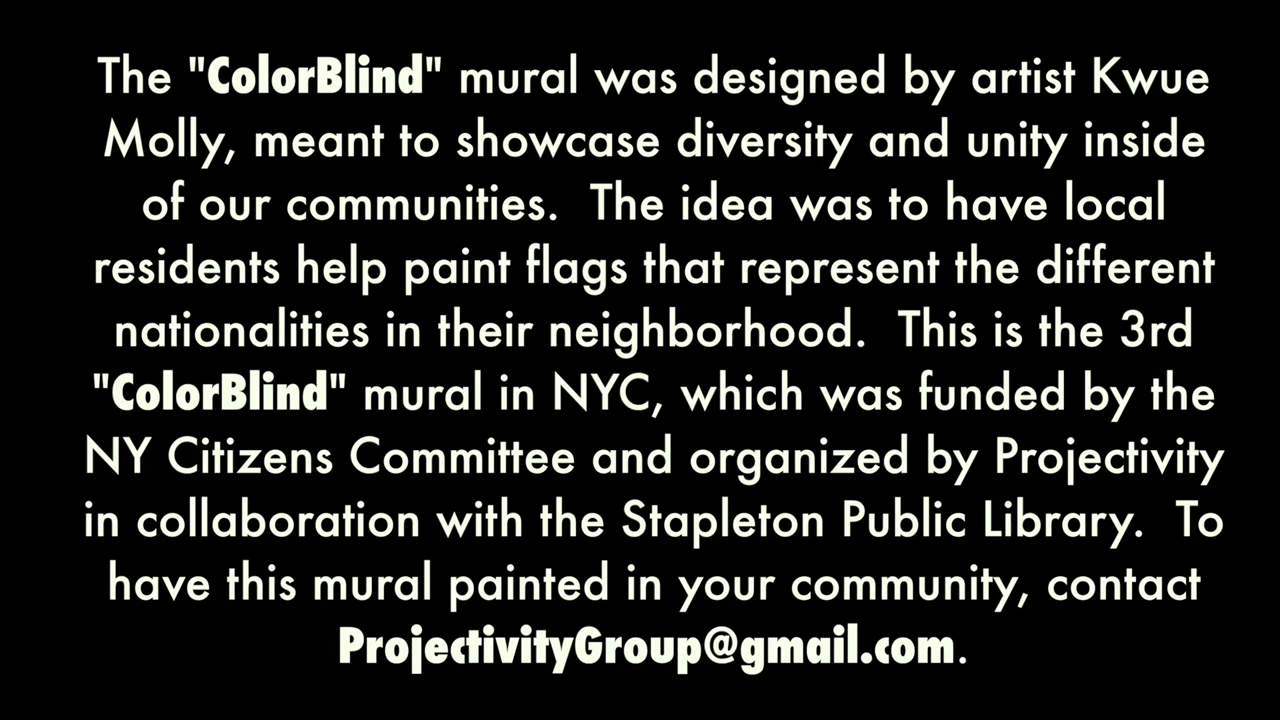 The "ColorBlind" mural was designed by artist Kwue
Molly, meant to showcase diversity and unity inside
of our communities.  The idea was to have local
residents help paint flags that represent the different
nationalities in their neighborhood.  This is the 3rd
"ColorBlind" mural in NYC, which was funded by the
NY Citizens Committee and organized by Projectivity
in collaboration with the Stapleton Public Library.  To
have this mural painted in your community, contact
ProjectivityGroup@gmail.com.